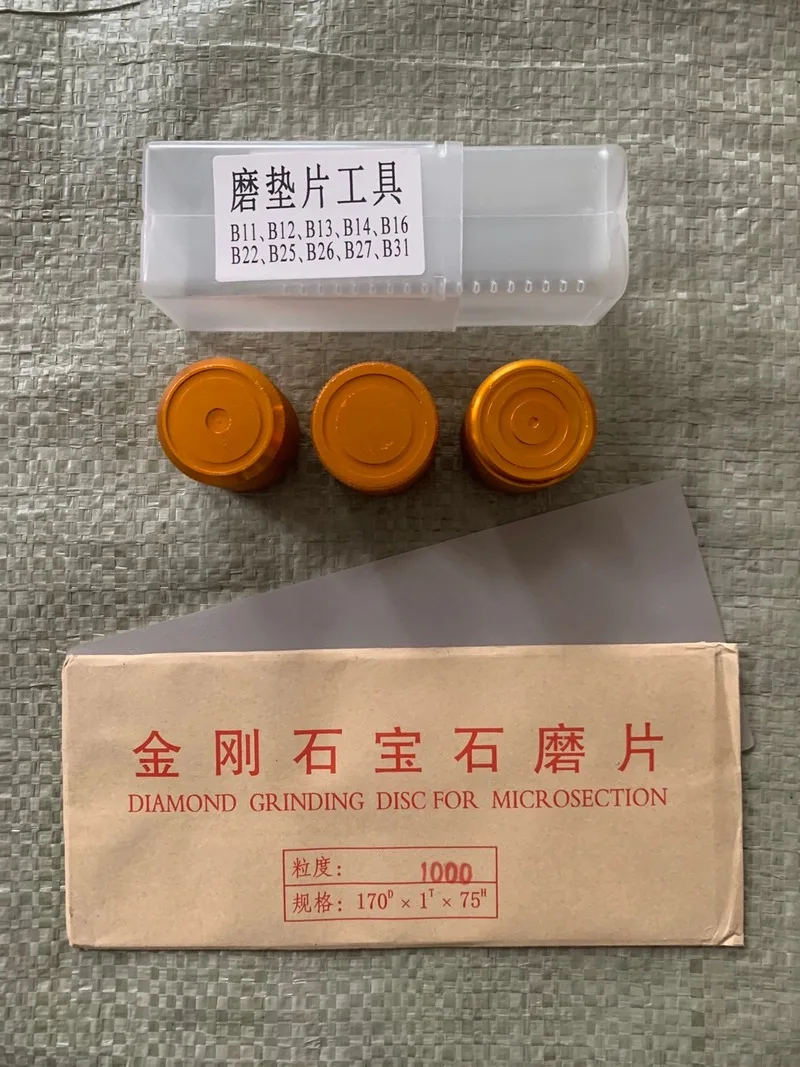 磨垫片工具
B11、B12、B13、B14、B16
B22、B25、B26、B27、B31
金刚石宝石磨片
DIAMOND GRINDING DISC FOR MICROSECTION
粒度: 1000
规格: 170ᴰ × 1ᵀ × 75ᴴ